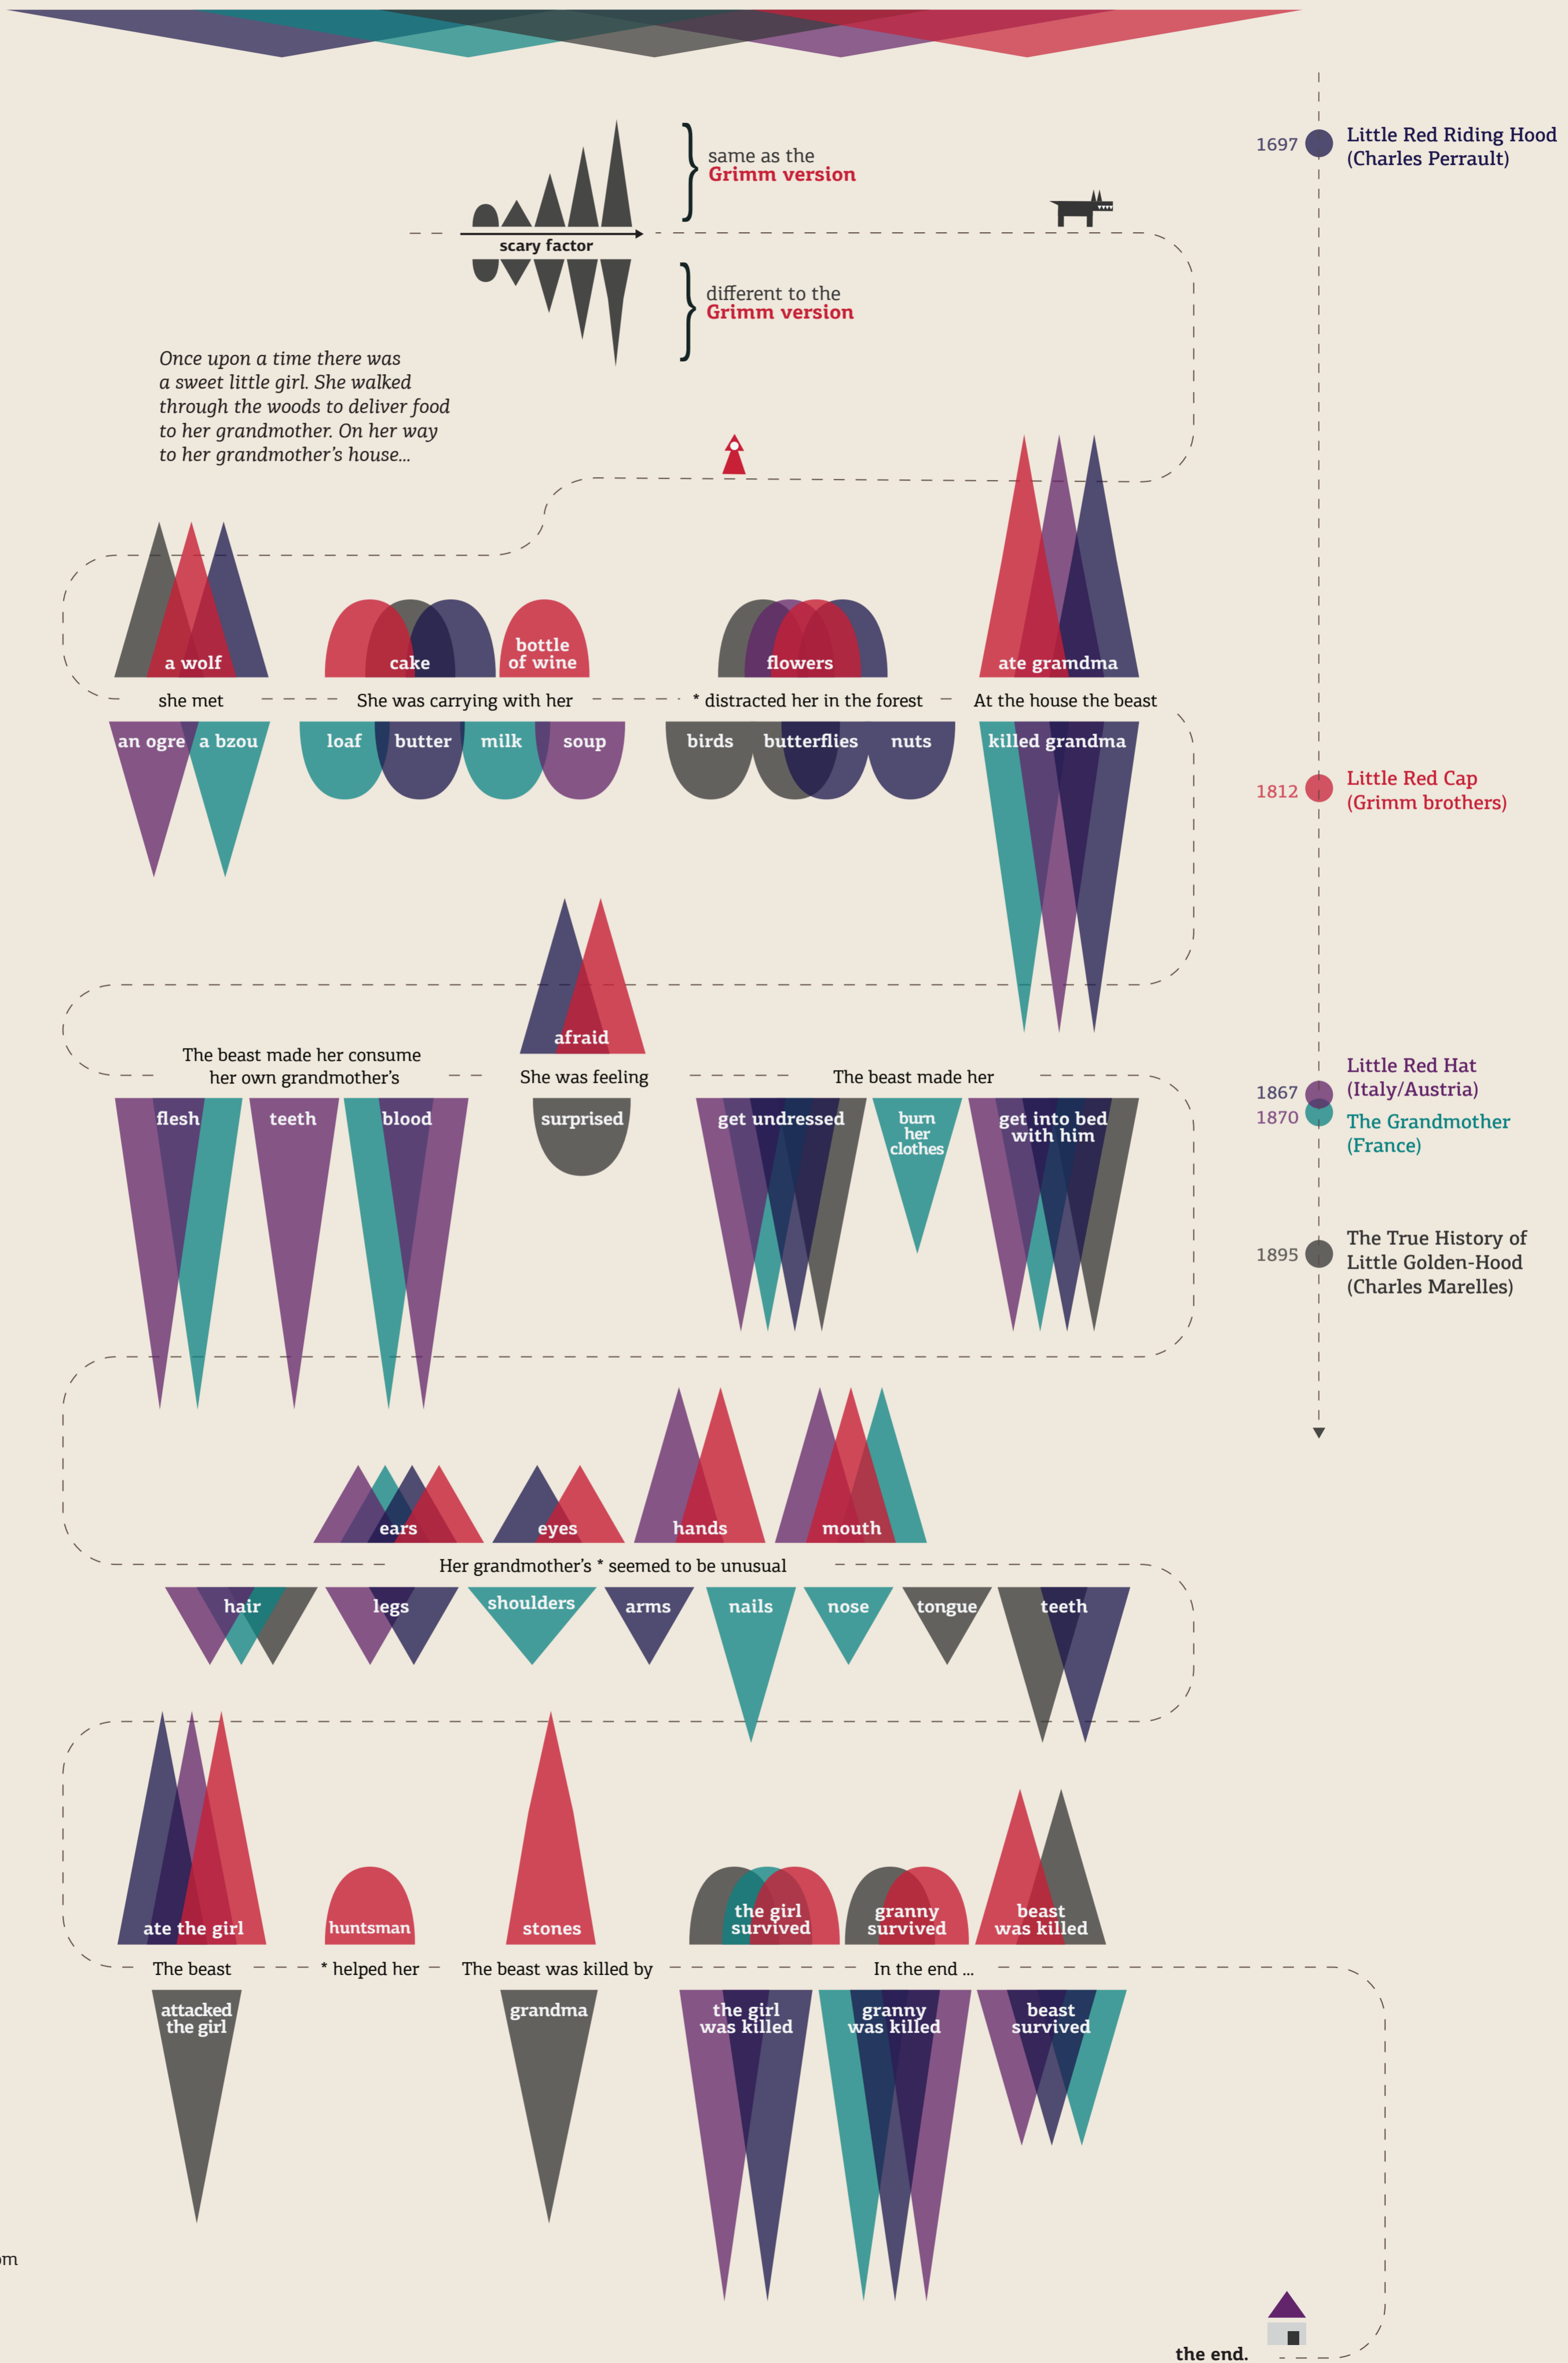 same as the
Grimm version
scary factor
different to the
Grimm version
1697
Little Red Riding Hood
(Charles Perrault)
Once upon a time there was
a sweet little girl. She walked
through the woods to deliver food
to her grandmother. On her way
to her grandmother's house...
a wolf
cake
bottle
of wine
flowers
ate gramdma
she met
She was carrying with her
* distracted her in the forest
At the house the beast
an ogre
a bzou
loaf
butter
milk
soup
birds
butterflies
nuts
killed grandma
1812
Little Red Cap
(Grimm brothers)
afraid
The beast made her consume
her own grandmother's
She was feeling
The beast made her
flesh
teeth
blood
surprised
get undressed
burn
her
clothes
get into bed
with him
1867
Little Red Hat
(Italy/Austria)
1870
The Grandmother
(France)
1895
The True History of
Little Golden-Hood
(Charles Marelles)
ears
eyes
hands
mouth
Her grandmother's * seemed to be unusual
hair
legs
shoulders
arms
nails
nose
tongue
teeth
ate the girl
huntsman
stones
the girl
survived
granny
survived
beast
was killed
The beast
* helped her
The beast was killed by
In the end ...
attacked
the girl
grandma
the girl
was killed
granny
was killed
beast
survived
the end.